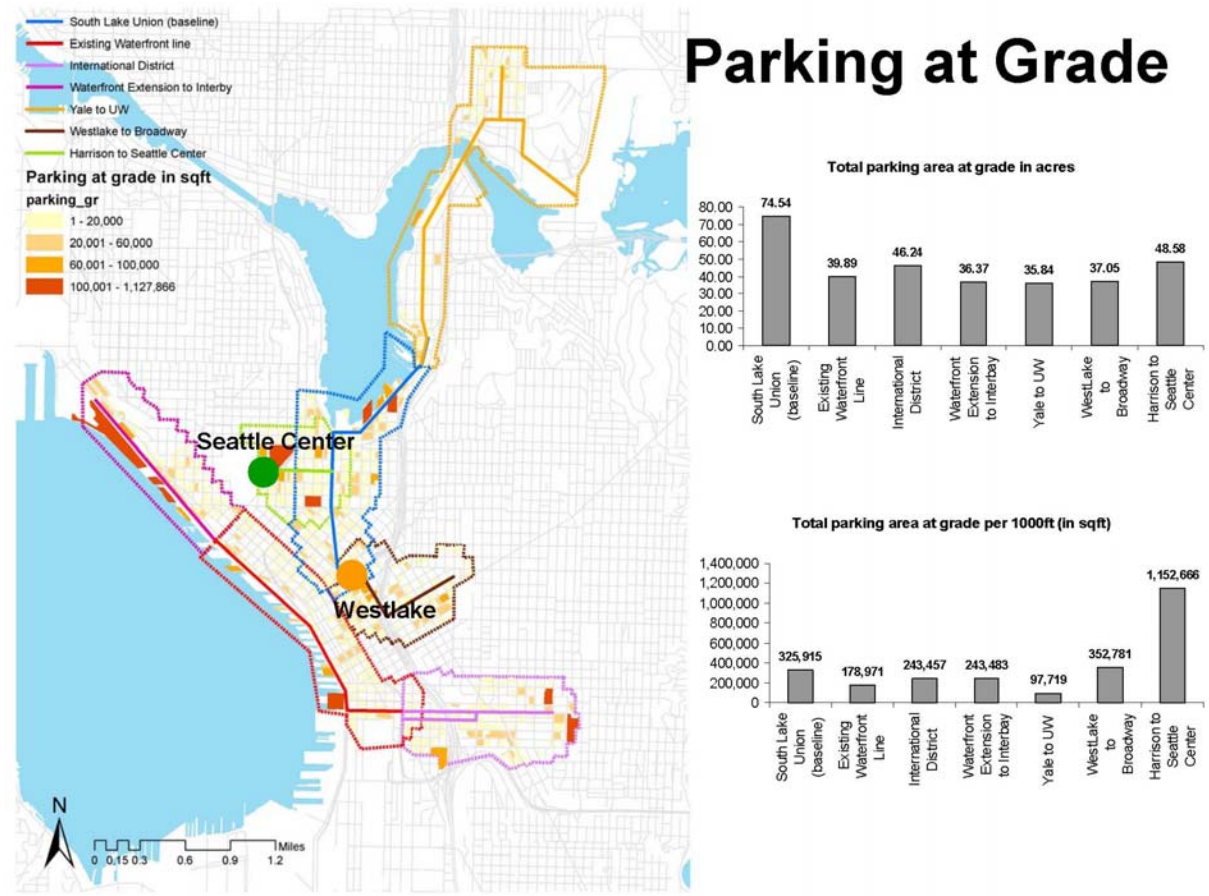 South Lake Union (baseline)
Existing Waterfront line
International District
Waterfront Extension to Interby
Yale to UW
Westlake to Broadway
Harrison to Seattle Center
Parking at grade in sqft
parking_gr
1 - 20,000
20,001 - 60,000
60,001 - 100,000
100,001 - 1,127,866
Seattle Center
Westlake
N
0 0.15 0.3 0.6 0.9 1.2
Miles
Parking at Grade
Total parking area at grade in acres
80.00
70.00
60.00
50.00
40.00
30.00
20.00
10.00
0.00
74.54
39.89
46.24
36.37
35.84
37.05
48.58
South Lake
Union
(baseline)
Existing
Waterfront
Line
International
District
Waterfront
Extension
to Interbay
Yale to UW
WestLake
to
Broadway
Harrison to
Seattle
Center
Total parking area at grade per 1000ft (in sqft)
1,400,000
1,200,000
1,000,000
800,000
600,000
400,000
200,000
0
325,915
178,971
243,457
243,483
97,719
352,781
1,152,666
South Lake
Union
(baseline)
Existing
Waterfront
Line
International
District
Waterfront
Extension
to Interbay
Yale to UW
WestLake
to
Broadway
Harrison to
Seattle
Center